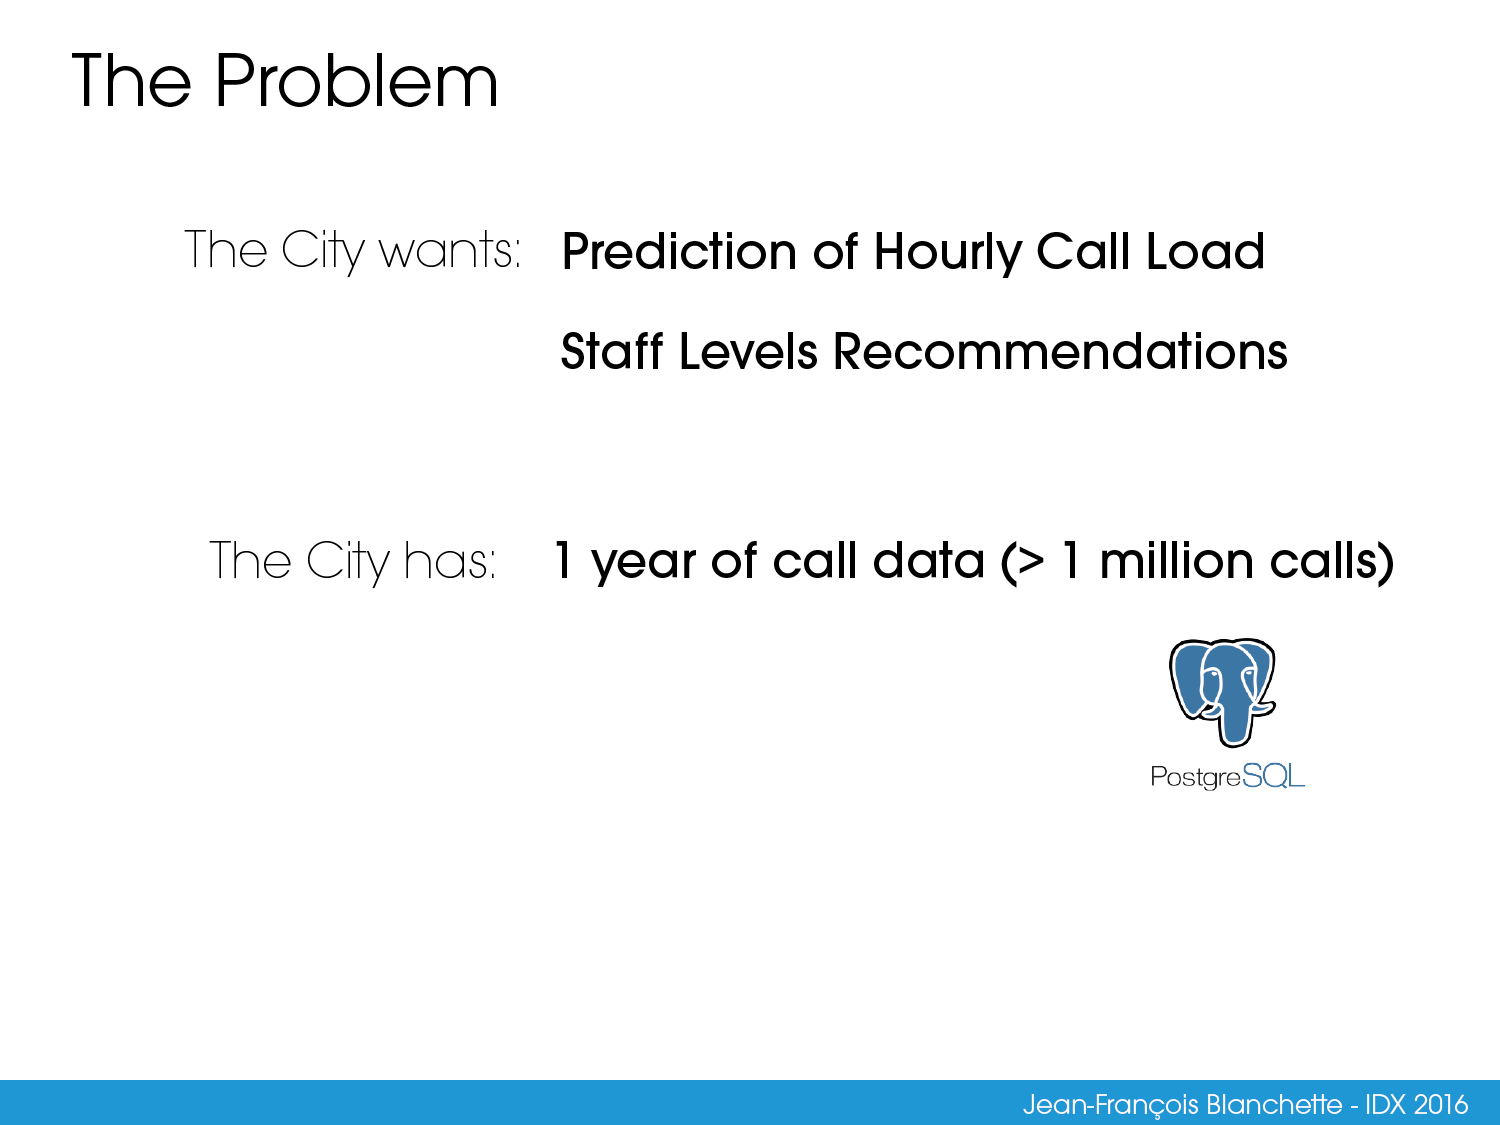 The Problem
The City wants: Prediction of Hourly Call Load
Staff Levels Recommendations
The City has: 1 year of call data (> 1 million calls)
PostgreSQL
Jean-François Blanchette - IDX 2016